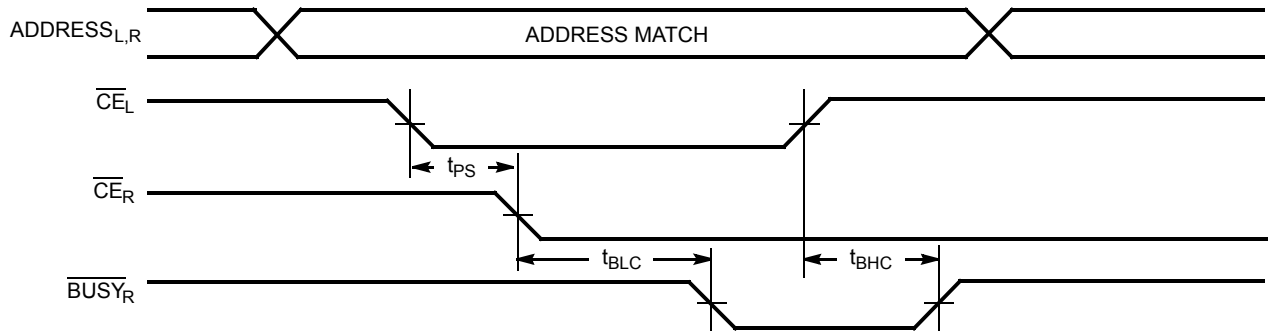 ADDRESSL,R
ADDRESS MATCH
CEL
tPS
CER
tBLC
tBHC
BUSYR